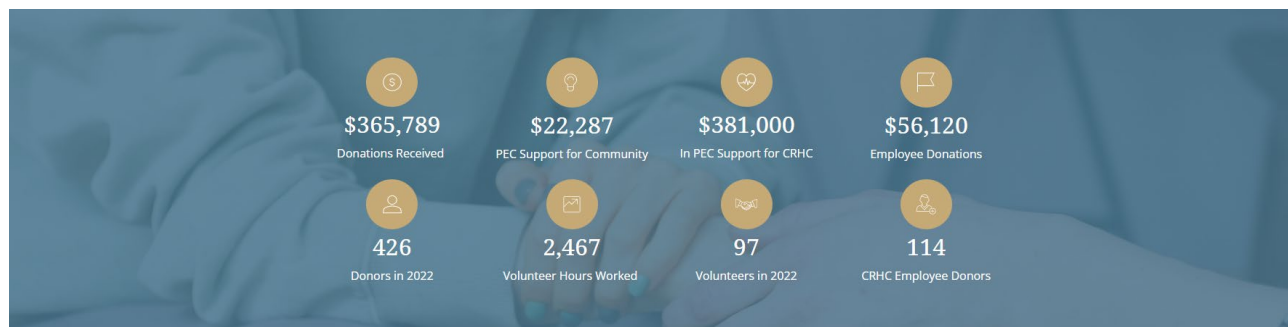 $365,789
$22,287
$381,000
$56,120
Donations Received
PEC Support for Community
In PEC Support for CRHC
Employee Donations
426
2,467
97
114
Donors in 2022
Volunteer Hours Worked
Volunteers in 2022
CRHC Employee Donors